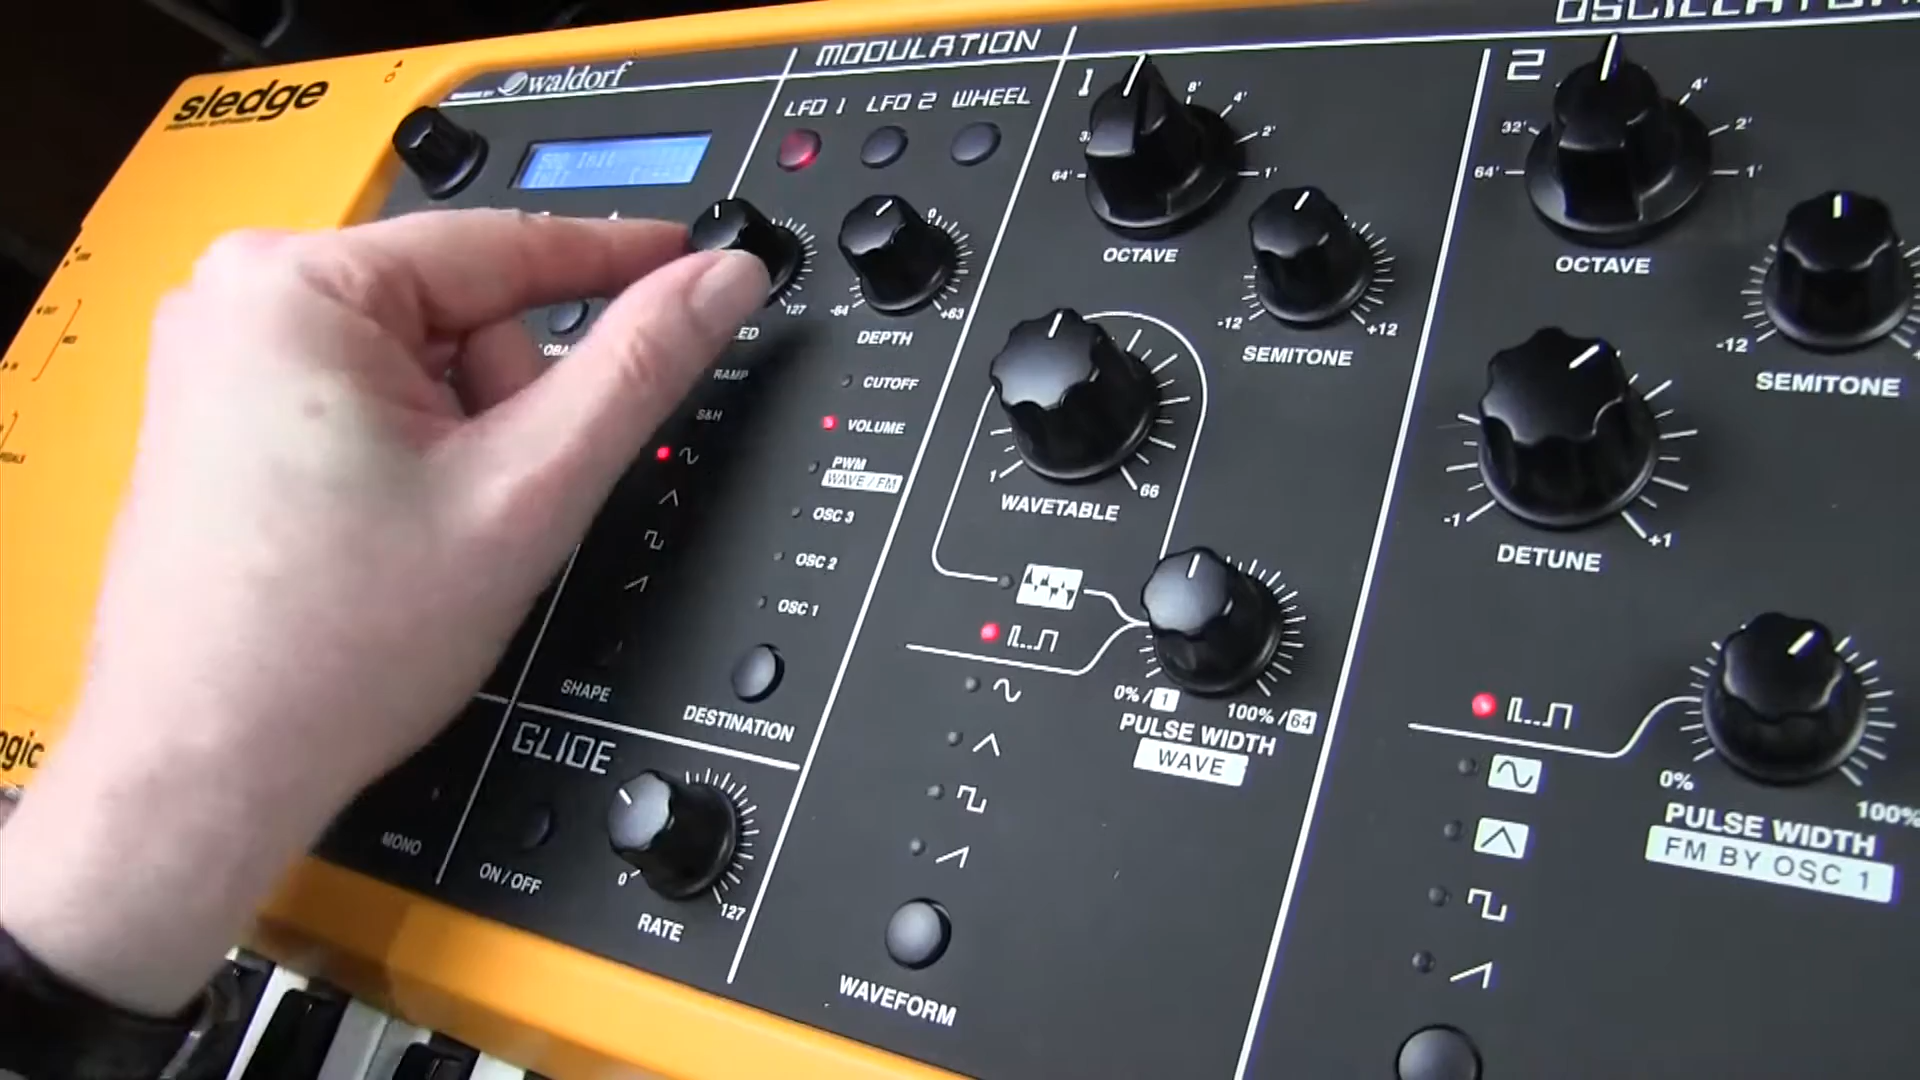 sledge
waldorf
Init
MODULATION
LFO 1
LFO 2
WHEEL
127
-64
0
+63
DEPTH
RAMP
S&H
CUTOFF
VOLUME
PWM
WAVE / FM
OSC 3
OSC 2
OSC 1
SHAPE
DESTINATION
GLIDE
MONO
ON / OFF
0
127
RATE
1
64'
8'
4'
2'
1'
OCTAVE
-12
+12
SEMITONE
1
66
WAVETABLE
0% / 1
100% / 64
PULSE WIDTH
WAVE
WAVEFORM
2
64'
32'
4'
2'
1'
OCTAVE
-12
SEMITONE
-1
+1
DETUNE
0%
100%
PULSE WIDTH
FM BY OSC 1